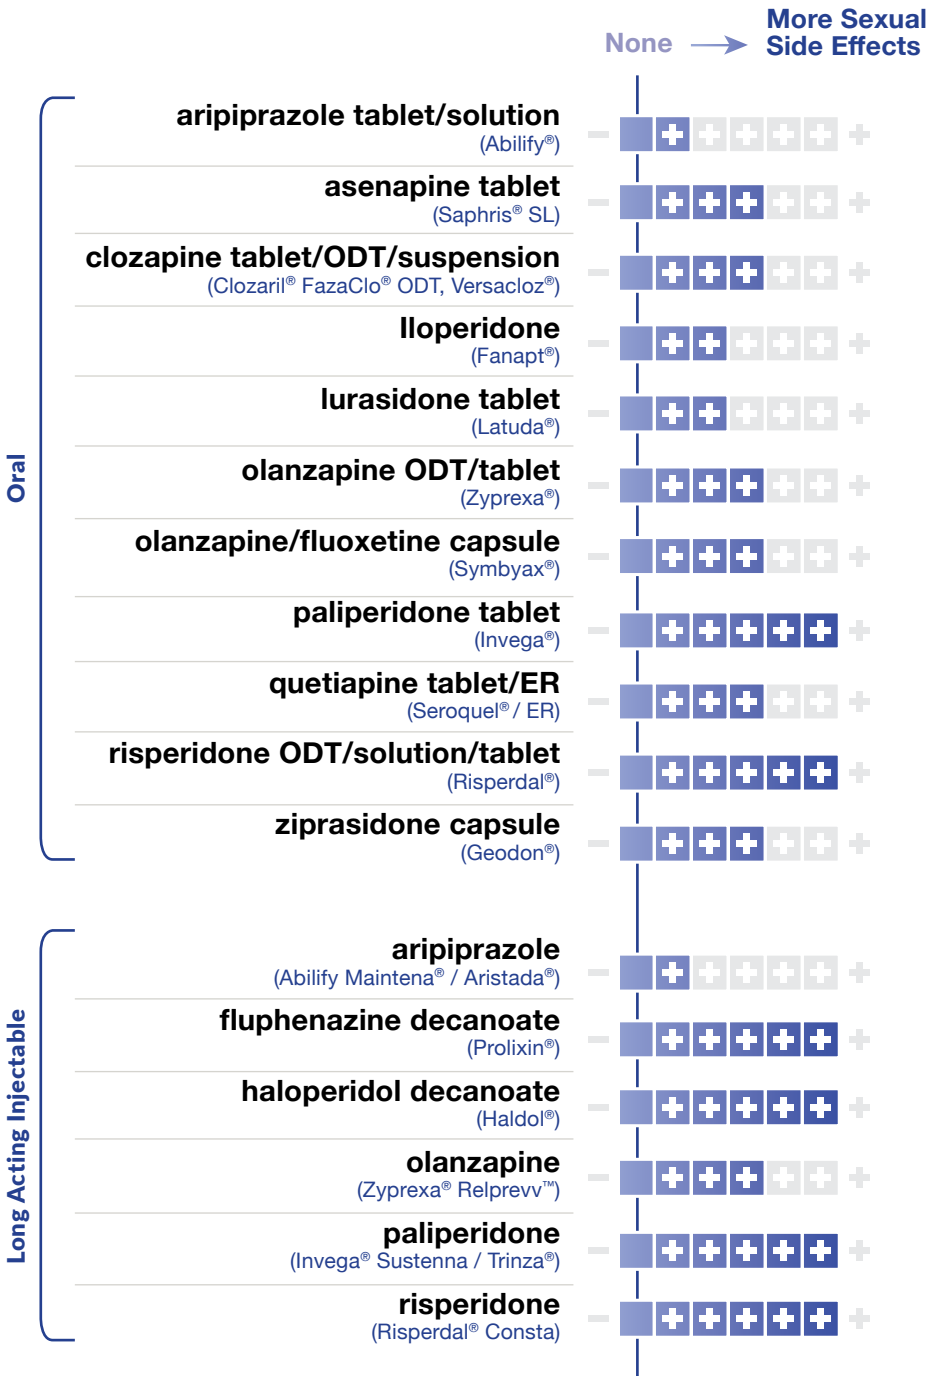 None
More Sexual
Side Effects
Oral
aripiprazole tablet/solution
(Abilify®)
asenapine tablet
(Saphris® SL)
clozapine tablet/ODT/suspension
(Clozaril® FazaClo® ODT, Versacloz®)
lloperidone
(Fanapt®)
lurasidone tablet
(Latuda®)
olanzapine ODT/tablet
(Zyprexa®)
olanzapine/fluoxetine capsule
(Symbyax®)
paliperidone tablet
(Invega®)
quetiapine tablet/ER
(Seroquel® / ER)
risperidone ODT/solution/tablet
(Risperdal®)
ziprasidone capsule
(Geodon®)
Long Acting Injectable
aripiprazole
(Abilify Maintena® / Aristada®)
fluphenazine decanoate
(Prolixin®)
haloperidol decanoate
(Haldol®)
olanzapine
(Zyprexa® Relprevv™)
paliperidone
(Invega® Sustenna / Trinza®)
risperidone
(Risperdal® Consta)